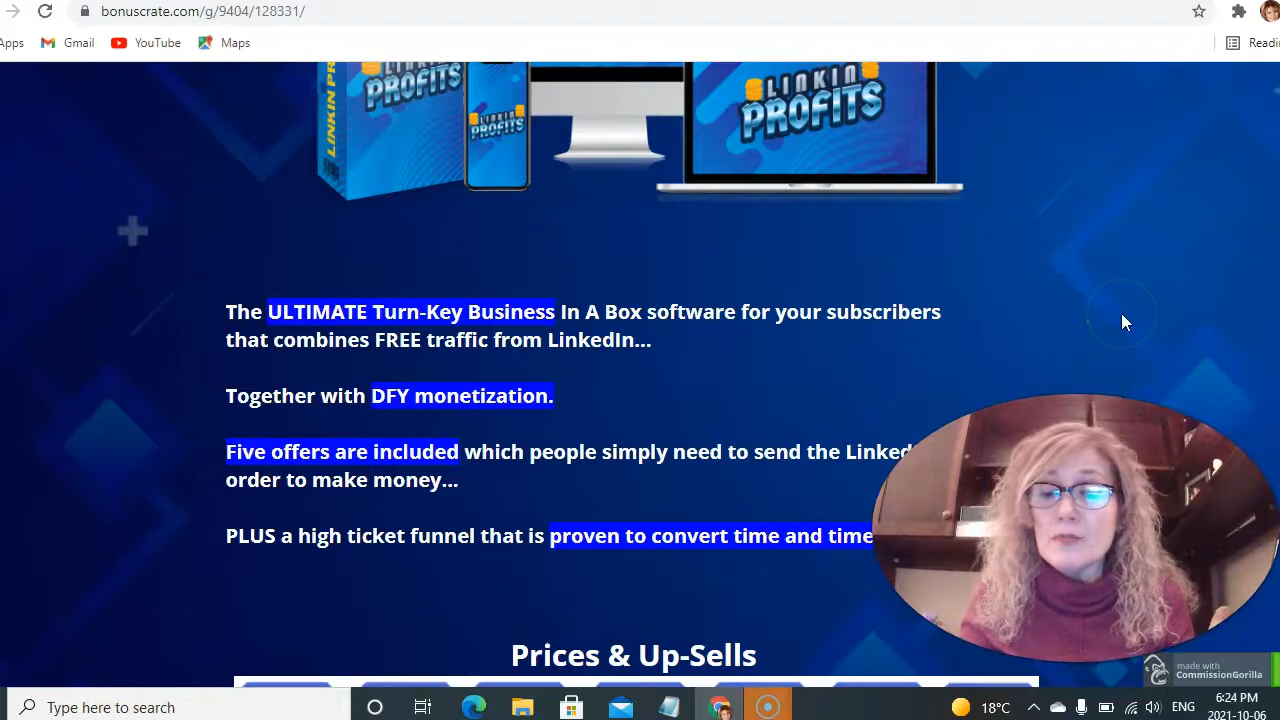 bonuscrate.com/g/9404/128331/
Apps Gmail YouTube Maps
LINKIN PROFITS
LINKIN PROFITS
LINKIN PROFITS
The ULTIMATE Turn-Key Business In A Box software for your subscribers
that combines FREE traffic from LinkedIn...
Together with DFY monetization.
Five offers are included which people simply need to send the
order to make money...
PLUS a high ticket funnel that is proven to convert time and time
Prices & Up-Sells
made with
CommissionGorilla
Type here to search
18°C ENG 6:24 PM
2021-10-06